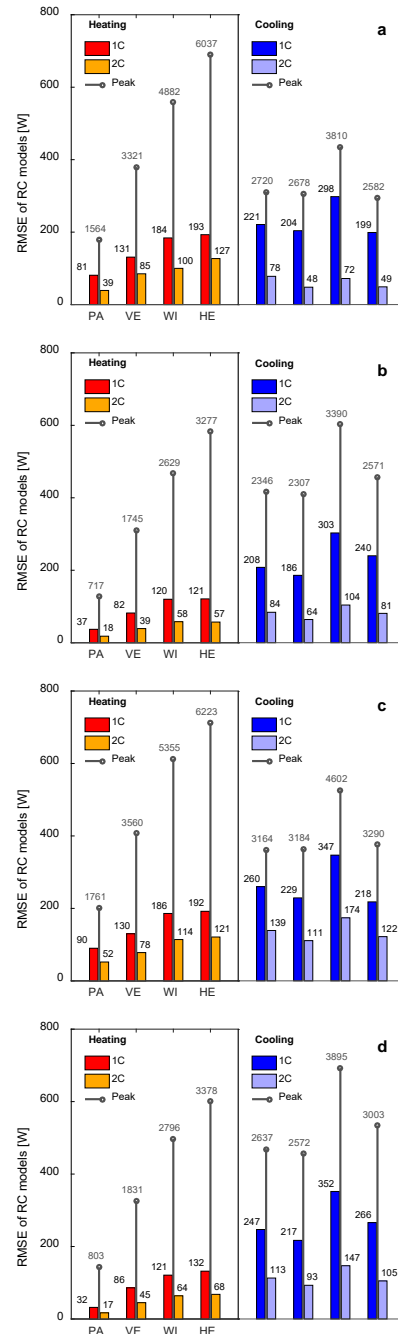 Heating
Cooling
a
1C
2C
Peak
1C
2C
Peak
RMSE of RC models [W]
800
600
400
200
0
1564
3321
4882
6037
81
39
131
85
184
100
193
127
PA
VE
WI
HE
2720
2678
3810
2582
221
78
204
48
298
72
199
49
Heating
Cooling
b
1C
2C
Peak
1C
2C
Peak
RMSE of RC models [W]
800
600
400
200
0
717
1745
2629
3277
37
18
82
39
120
58
121
57
PA
VE
WI
HE
2346
2307
3390
2571
208
84
186
64
303
104
240
81
Heating
Cooling
c
1C
2C
Peak
1C
2C
Peak
RMSE of RC models [W]
800
600
400
200
0
1761
3560
5355
6223
90
52
130
78
186
114
192
121
PA
VE
WI
HE
3164
3184
4602
3290
260
139
229
111
347
174
218
122
Heating
Cooling
d
1C
2C
Peak
1C
2C
Peak
RMSE of RC models [W]
800
600
400
200
0
803
1831
2796
3378
32
17
86
45
121
64
132
68
PA
VE
WI
HE
2637
2572
3895
3003
247
113
217
93
352
147
266
105